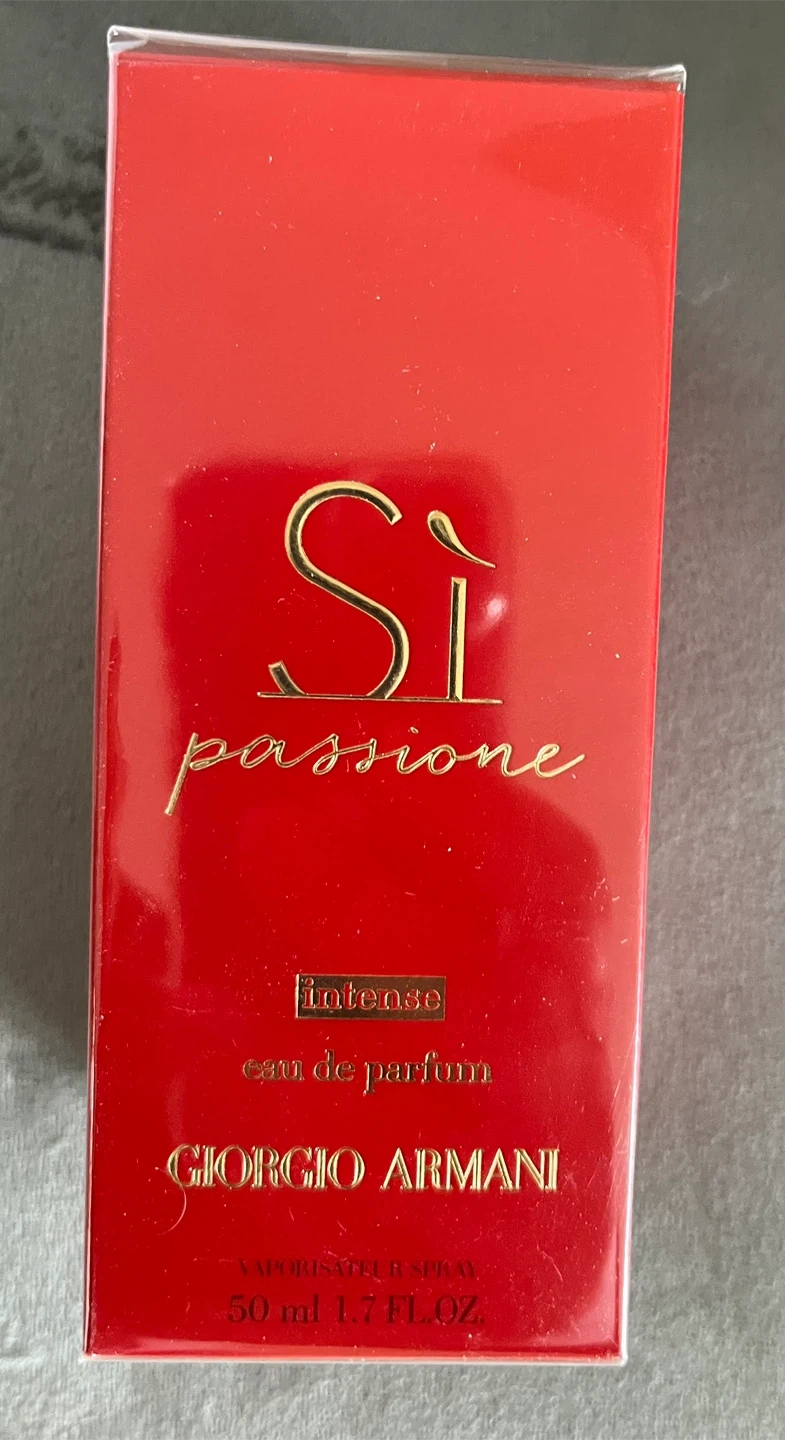 Sì
passione
intense
eau de parfum
GIORGIO ARMANI
VAPORISATEUR SPRAY
50 ml 1.7 FL.OZ.